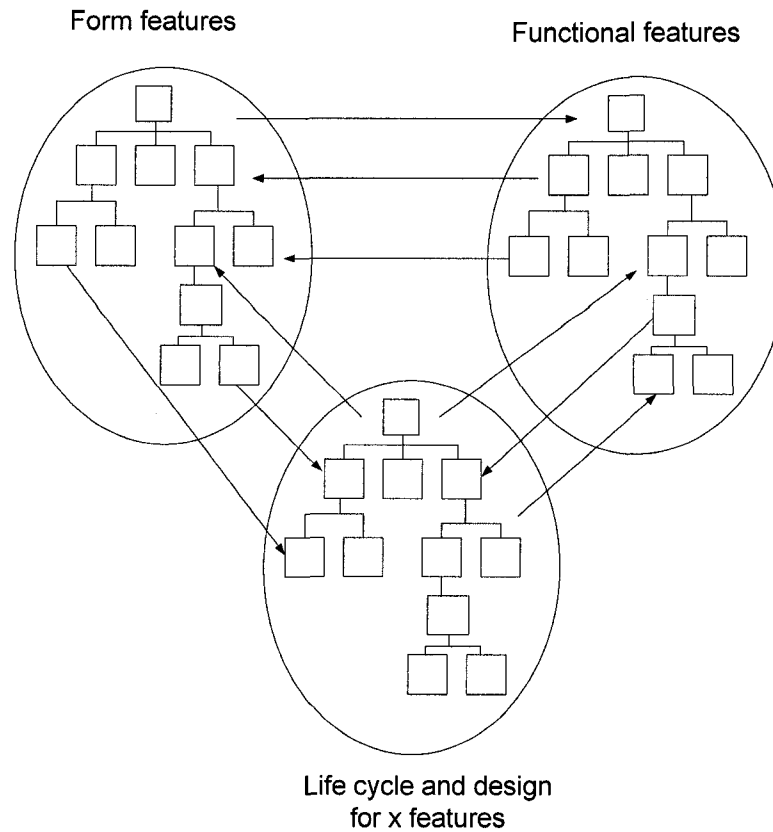 Form features
Functional features
Life cycle and design
for x features